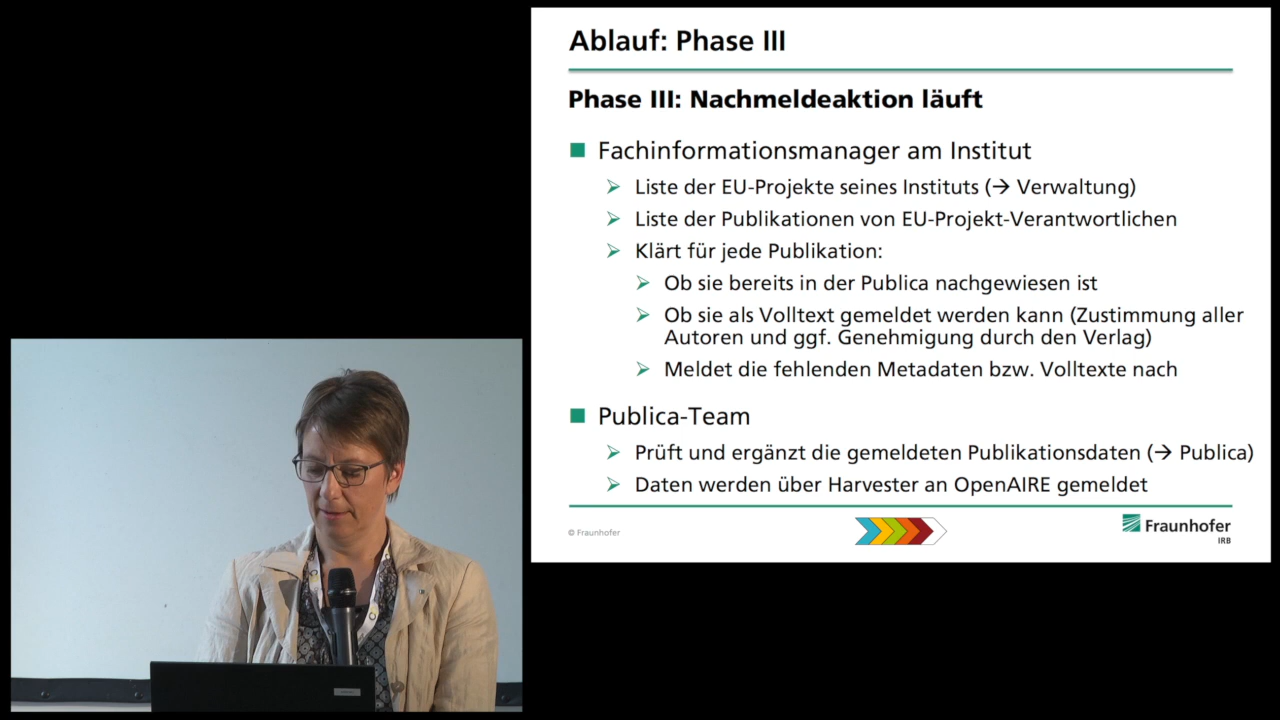 Ablauf: Phase III
Phase III: Nachmeldeaktion läuft
Fachinformationsmanager am Institut
Liste der EU-Projekte seines Instituts (→ Verwaltung)
Liste der Publikationen von EU-Projekt-Verantwortlichen
Klärt für jede Publikation:
Ob sie bereits in der Publica nachgewiesen ist
Ob sie als Volltext gemeldet werden kann (Zustimmung aller
Autoren und ggf. Genehmigung durch den Verlag)
Meldet die fehlenden Metadaten bzw. Volltexte nach
Publica-Team
Prüft und ergänzt die gemeldeten Publikationsdaten (→ Publica)
Daten werden über Harvester an OpenAIRE gemeldet
© Fraunhofer
Fraunhofer
IRB